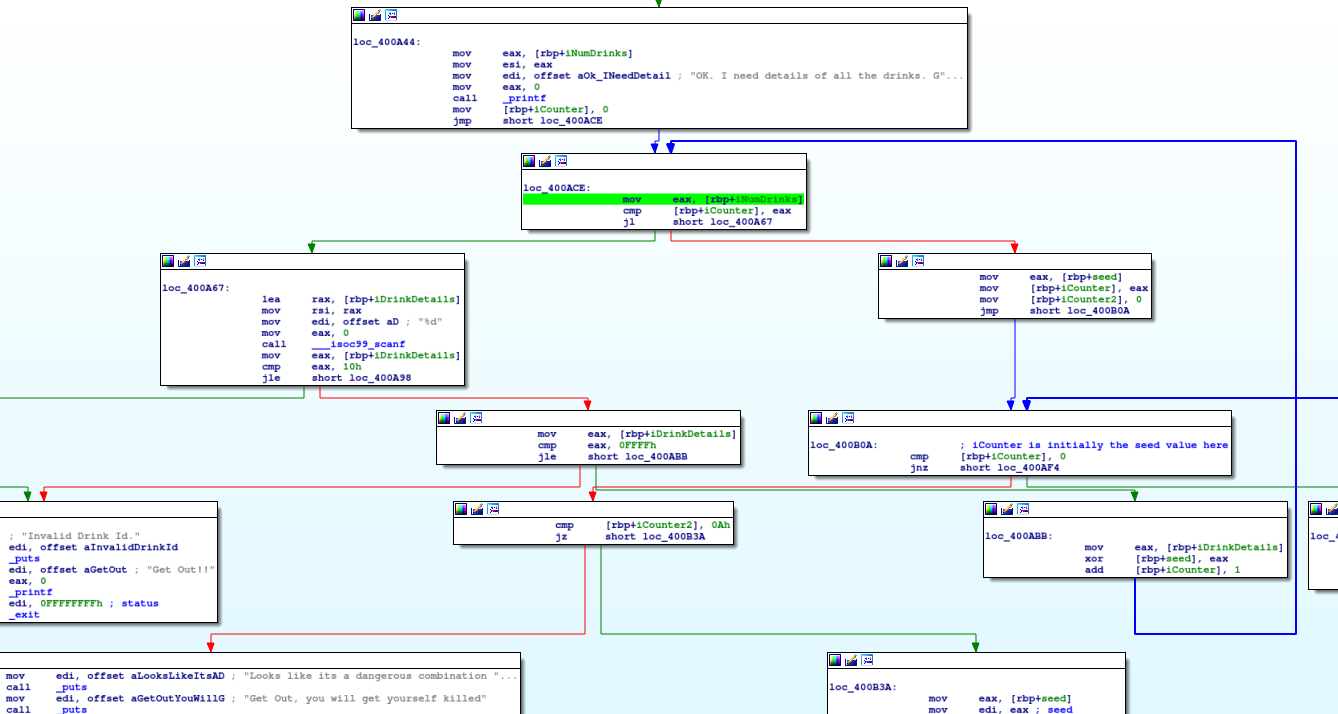 loc_400A44:
mov eax, [rbp+iNumDrinks]
mov esi, eax
mov edi, offset aOk_INeedDetail ; "OK. I need details of all the drinks. G"...
mov eax, 0
call _printf
mov [rbp+iCounter], 0
jmp short loc_400ACE
loc_400ACE:
mov eax, [rbp+iNumDrinks]
cmp [rbp+iCounter], eax
jl short loc_400A67
loc_400A67:
lea rax, [rbp+iDrinkDetails]
mov rsi, rax
mov edi, offset aD ; "%d"
mov eax, 0
call ___isoc99_scanf
mov eax, [rbp+iDrinkDetails]
cmp eax, 10h
jle short loc_400A98
mov eax, [rbp+seed]
mov [rbp+iCounter], eax
mov [rbp+iCounter2], 0
jmp short loc_400B0A
mov eax, [rbp+iDrinkDetails]
cmp eax, 0FFFFh
jle short loc_400ABB
loc_400B0A: ; iCounter is initially the seed value here
cmp [rbp+iCounter], 0
jnz short loc_400AF4
; "Invalid Drink Id."
edi, offset aInvalidDrinkId
_puts
edi, offset aGetOut ; "Get Out!!"
eax, 0
_printf
edi, 0FFFFFFFFh ; status
_exit
cmp [rbp+iCounter2], 0Ah
jz short loc_400B3A
loc_400ABB:
mov eax, [rbp+iDrinkDetails]
xor [rbp+seed], eax
add [rbp+iCounter], 1
loc_4
mov edi, offset aLooksLikeItsAD ; "Looks like its a dangerous combination "...
call _puts
mov edi, offset aGetOutYouWillG ; "Get Out, you will get yourself killed"
call _puts
loc_400B3A:
mov eax, [rbp+seed]
mov edi, eax ; seed